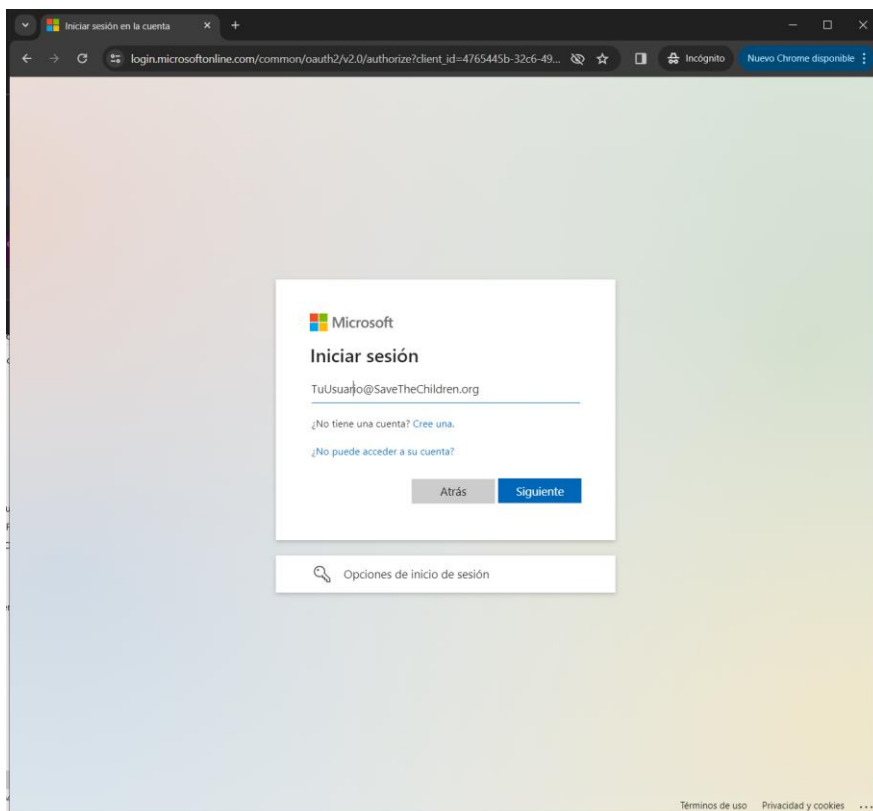 Iniciar sesión en la cuenta
login.microsoftonline.com/common/oauth2/v2.0/authorize?client_id=4765445b-32c6-49...
Incógnito
Nuevo Chrome disponible
Microsoft
Iniciar sesión
TuUsuario@SaveTheChildren.org
¿No tiene una cuenta? Cree una.
¿No puede acceder a su cuenta?
Atrás Siguiente
Opciones de inicio de sesión
Términos de uso Privacidad y cookies ...